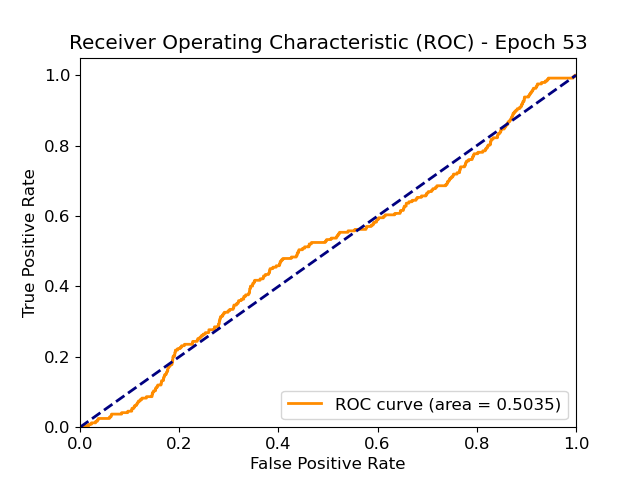 Receiver Operating Characteristic (ROC) - Epoch 53
True Positive Rate
1.0
0.8
0.6
0.4
0.2
0.0
ROC curve (area = 0.5035)
0.0 0.2 0.4 0.6 0.8 1.0
False Positive Rate